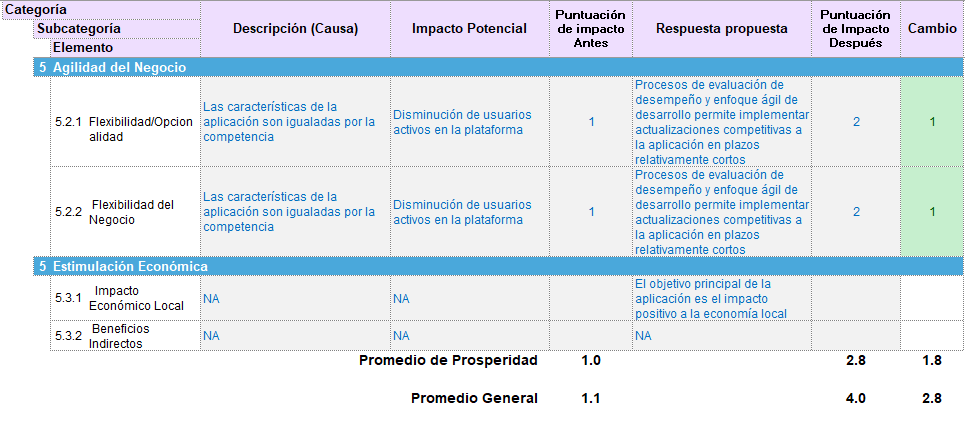 Categoría
Subcategoría
Elemento
Descripción (Causa)
Impacto Potencial
Puntuación
de impacto
Antes
Respuesta propuesta
Puntuación
de Impacto
Después
Cambio
5 Agilidad del Negocio
5.2.1 Flexibilidad/Opcion
alidad
Las características de la
aplicación son igualadas por la
competencia
Disminución de usuarios
activos en la plataforma
1
Procesos de evaluación de
desempeño y enfoque ágil de
desarrollo permite implementar
actualizaciones competitivas a
la aplicación en plazos
relativamente cortos
2
1
5.2.2 Flexibilidad del
Negocio
Las características de la
aplicación son igualadas por la
competencia
Disminución de usuarios
activos en la plataforma
1
Procesos de evaluación de
desempeño y enfoque ágil de
desarrollo permite implementar
actualizaciones competitivas a
la aplicación en plazos
relativamente cortos
2
1
5 Estimulación Económica
5.3.1 Impacto
Económico Local
NA
NA
El objetivo principal de la
aplicación es el impacto
positivo a la economía local
5.3.2 Beneficios
Indirectos
NA
NA
NA
Promedio de Prosperidad 1.0 2.8 1.8
Promedio General 1.1 4.0 2.8